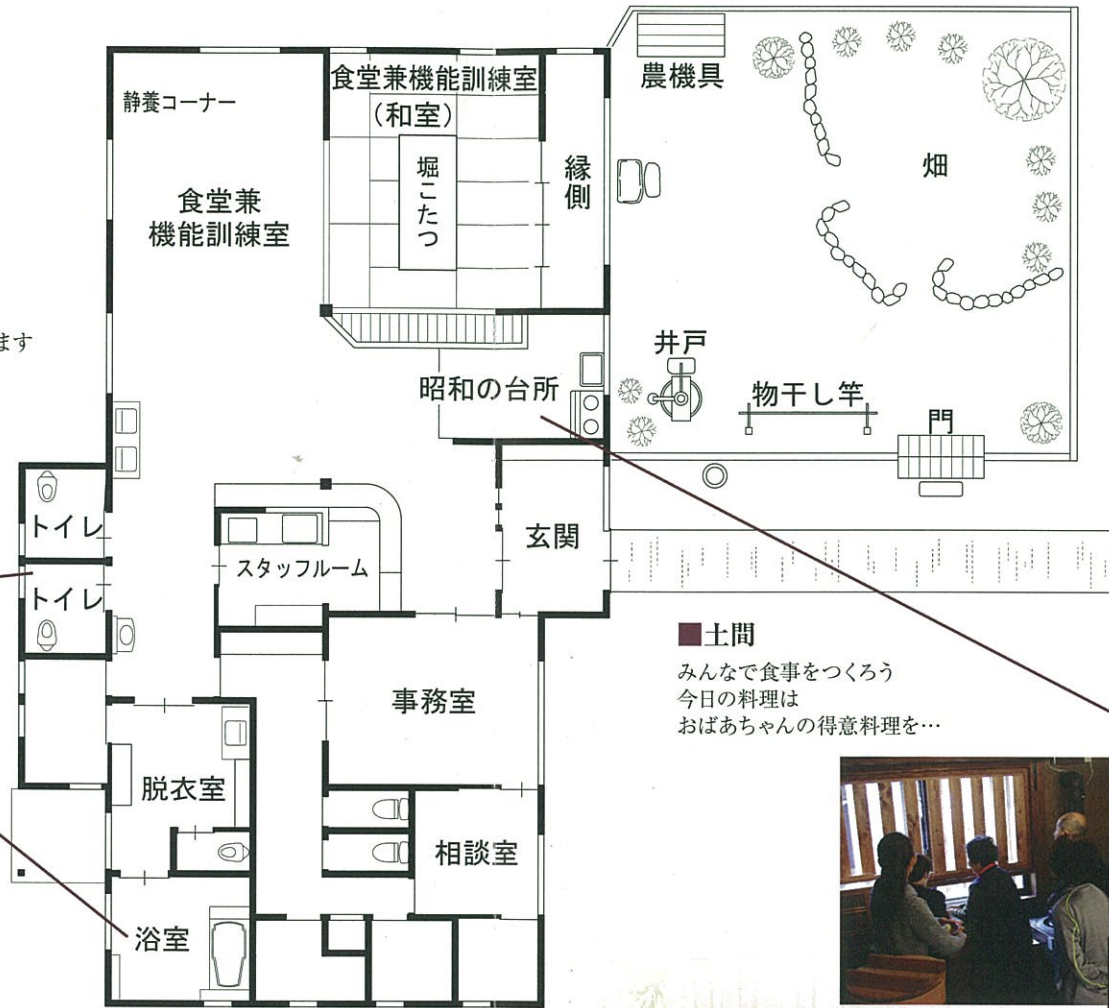 静養コーナー
食堂兼
機能訓練室
食堂兼機能訓練室
(和室)
堀こたつ
縁側
農機具
畑
ます
昭和の台所
井戸
物干し竿
門
トイレ
トイレ
スタッフルーム
玄関
事務室
脱衣室
相談室
浴室
■土間
みんなで食事をつくろう
今日の料理は
おばあちゃんの得意料理を…